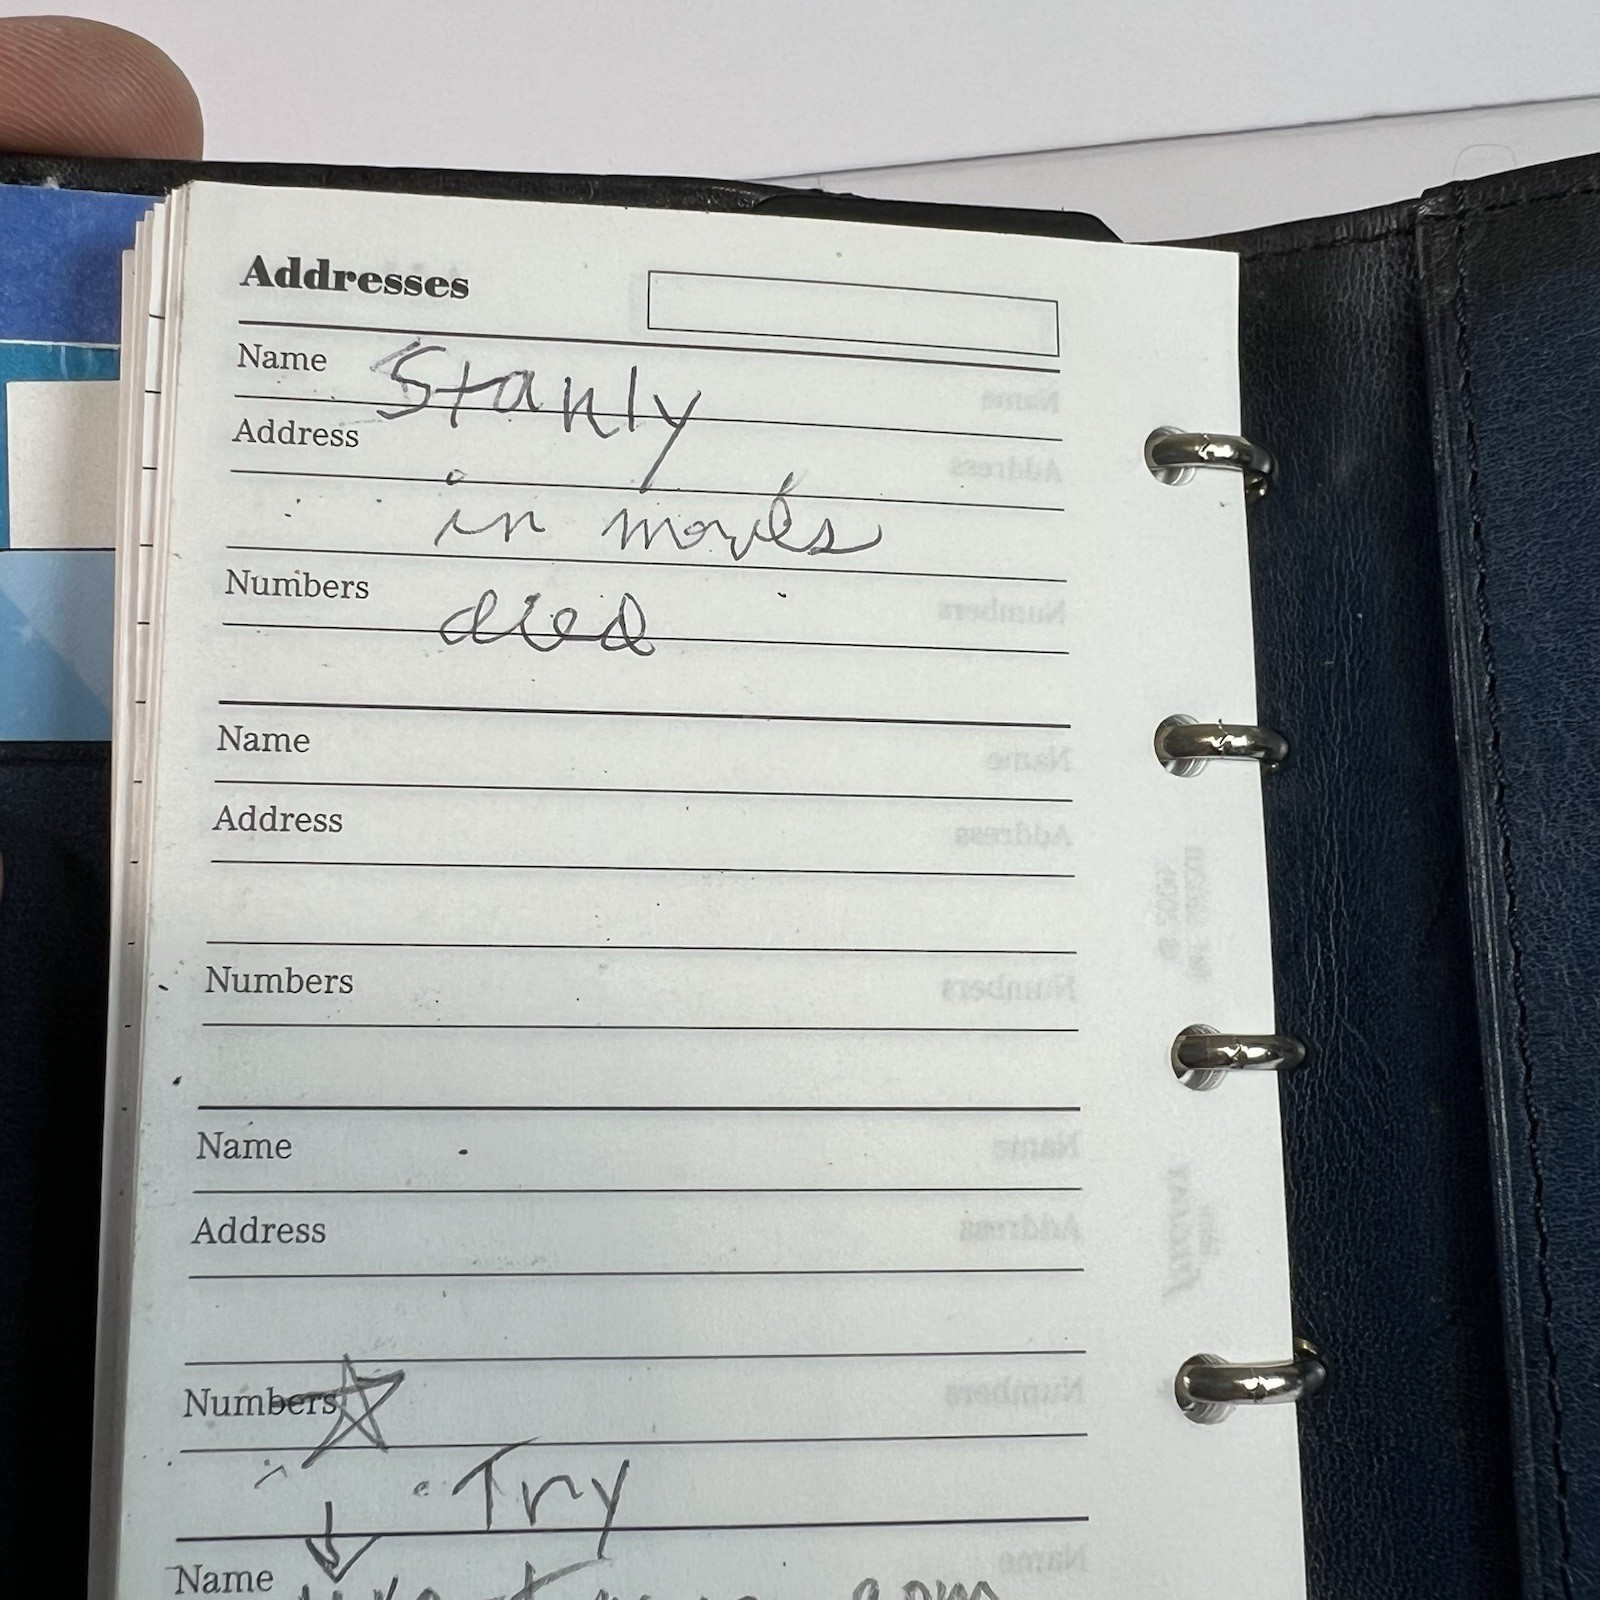 Addresses
Name Stanly
Address
in movies
Numbers died
Name
Address
Numbers
Name
Address
Numbers
Try
Name